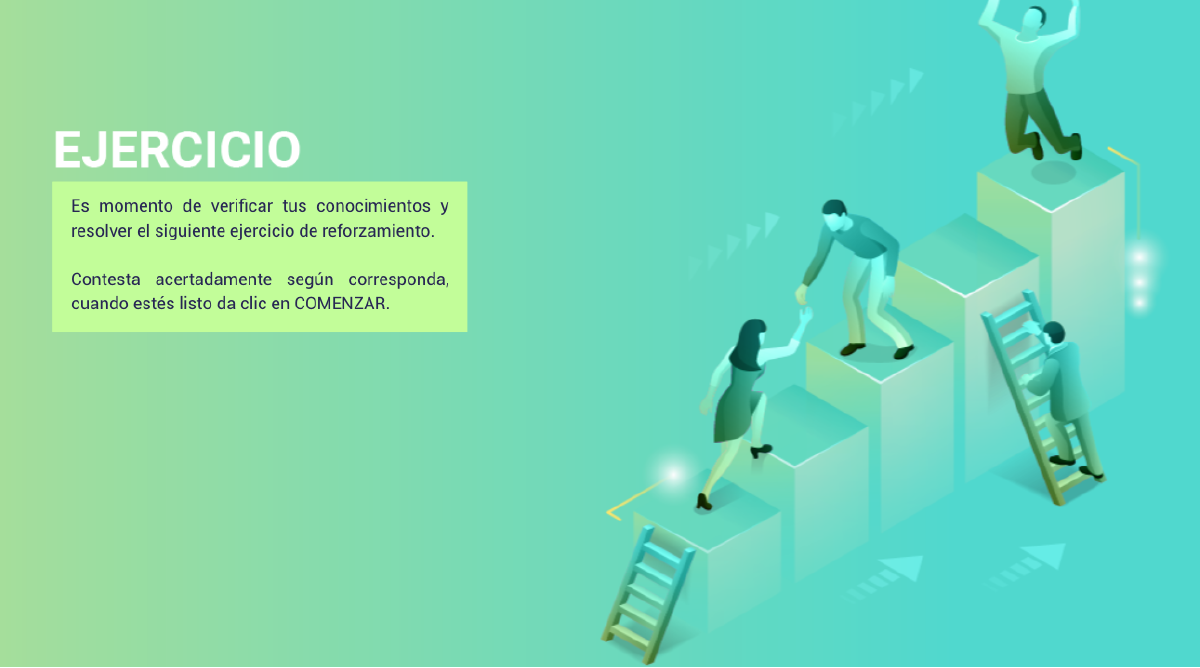 EJERCICIO
Es momento de verificar tus conocimientos y
resolver el siguiente ejercicio de reforzamiento.
Contesta acertadamente según corresponda,
cuando estés listo da clic en COMENZAR.